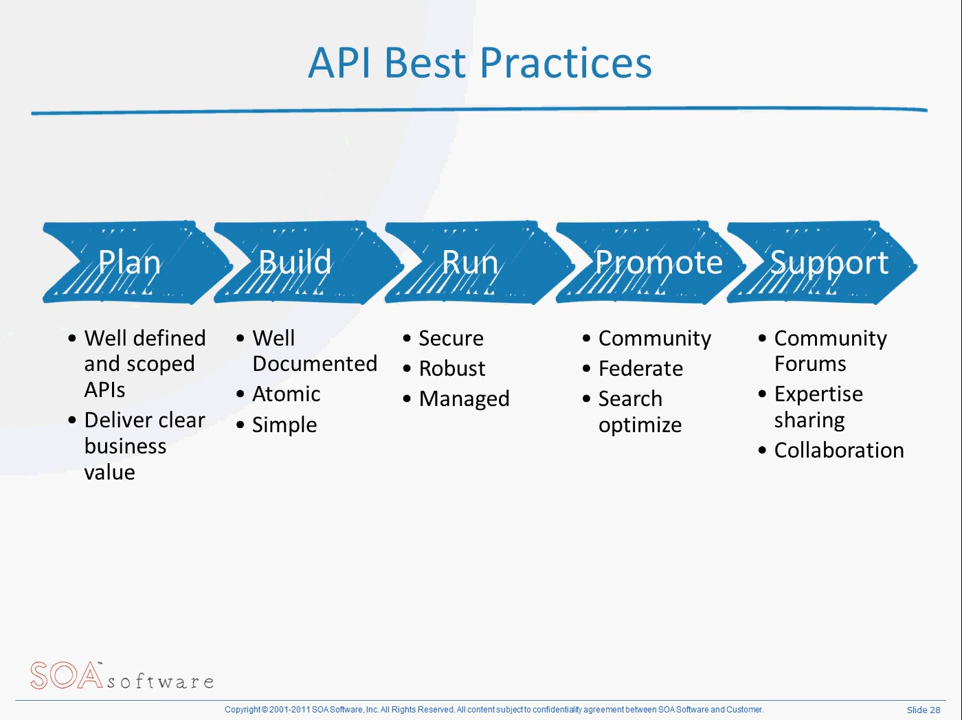 API Best Practices
Plan
Build
Run
Promote
Support
• Well defined
and scoped
APIs
• Deliver clear
business
value
• Well
Documented
• Atomic
• Simple
• Secure
• Robust
• Managed
• Community
• Federate
• Search
optimize
• Community
Forums
• Expertise
sharing
• Collaboration
SOA™ software
Copyright © 2001-2011 SOA Software, Inc. All Rights Reserved. All content subject to confidentiality agreement between SOA Software and Customer.
Slide 28